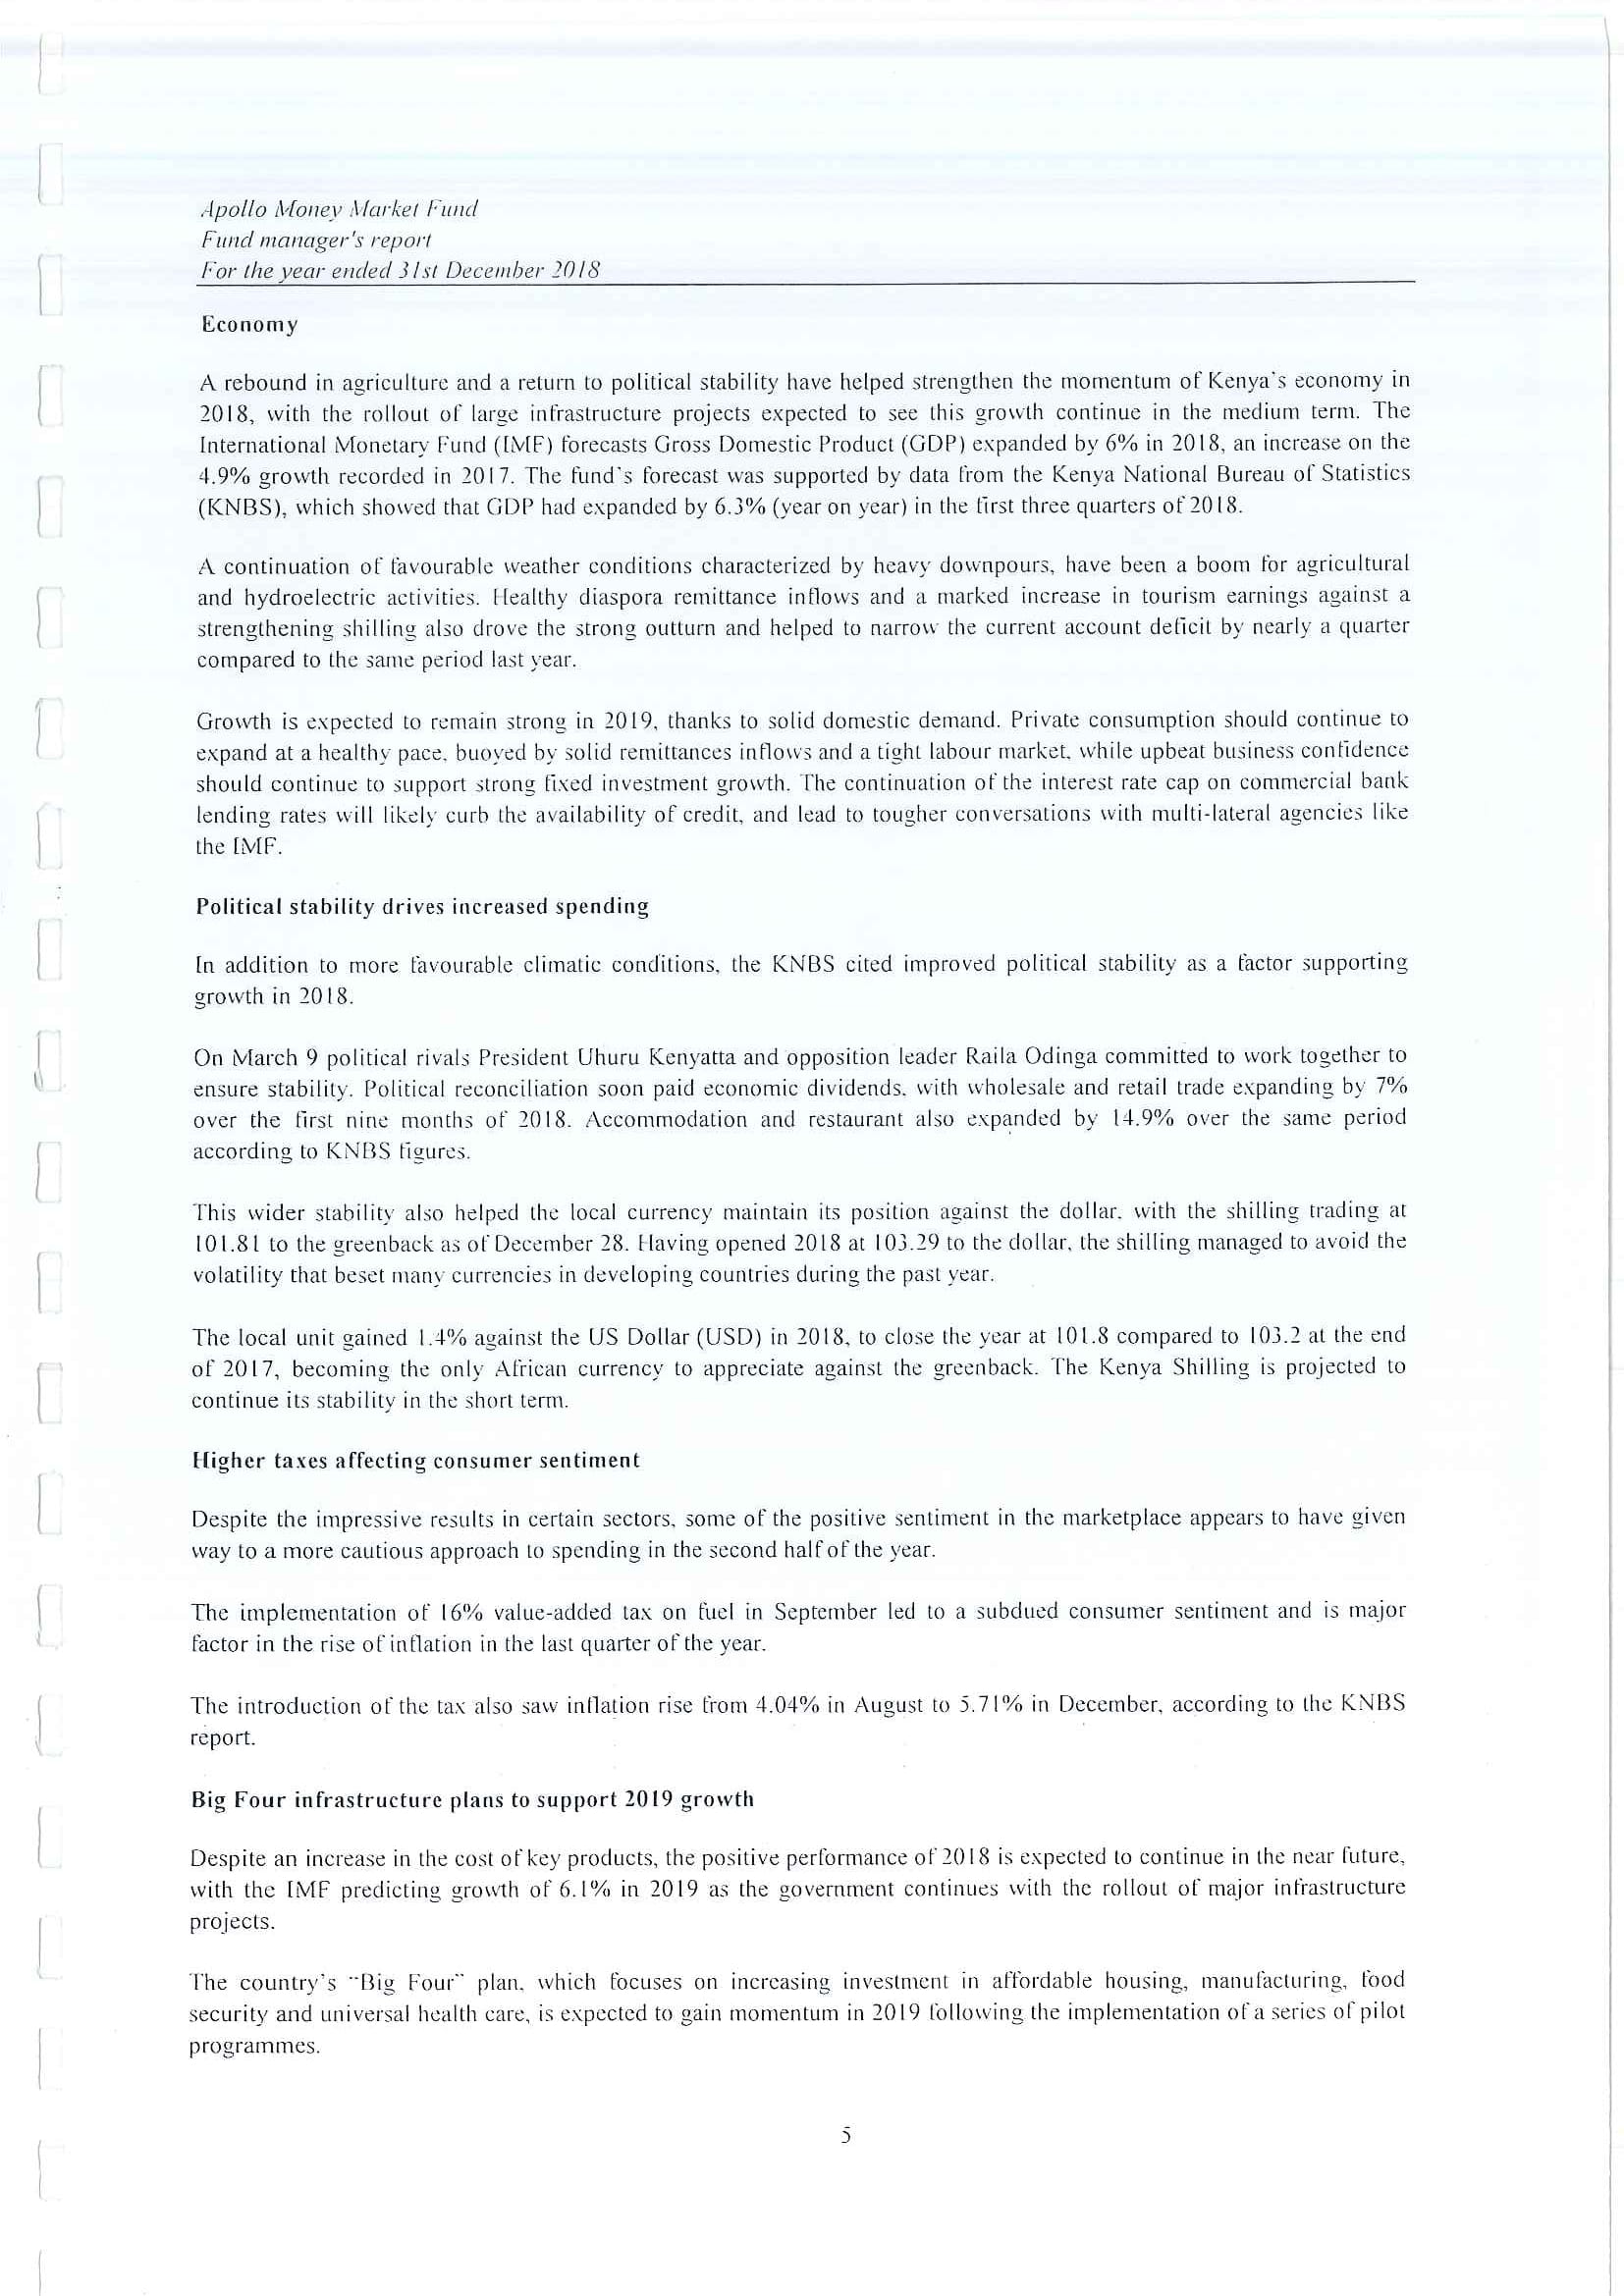 Apollo Money Market Fund
Fund manager's report
For the year ended 31st December 2018
Economy
A rebound in agriculture and a return to political stability have helped strengthen the momentum of Kenya's economy in
2018, with the rollout of large infrastructure projects expected to see this growth continue in the medium term. The
International Monetary Fund (IMF) forecasts Gross Domestic Product (GDP) expanded by 6% in 2018, an increase on the
4.9% growth recorded in 2017. The fund's forecast was supported by data from the Kenya National Bureau of Statistics
(KNBS), which showed that GDP had expanded by 6.3% (year on year) in the first three quarters of 2018.
A continuation of favourable weather conditions characterized by heavy downpours, have been a boom for agricultural
and hydroelectric activities. Healthy diaspora remittance inflows and a marked increase in tourism earnings against a
strengthening shilling also drove the strong outturn and helped to narrow the current account deficit by nearly a quarter
compared to the same period last year.
Growth is expected to remain strong in 2019, thanks to solid domestic demand. Private consumption should continue to
expand at a healthy pace, buoyed by solid remittances inflows and a tight labour market, while upbeat business confidence
should continue to support strong fixed investment growth. The continuation of the interest rate cap on commercial bank
lending rates will likely curb the availability of credit, and lead to tougher conversations with multi-lateral agencies like
the IMF.
Political stability drives increased spending
In addition to more favourable climatic conditions, the KNBS cited improved political stability as a factor supporting
growth in 2018.
On March 9 political rivals President Uhuru Kenyatta and opposition leader Raila Odinga committed to work together to
ensure stability. Political reconciliation soon paid economic dividends, with wholesale and retail trade expanding by 7%
over the first nine months of 2018. Accommodation and restaurant also expanded by 14.9% over the same period
according to KNBS figures.
This wider stability also helped the local currency maintain its position against the dollar, with the shilling trading at
101.81 to the greenback as of December 28. Having opened 2018 at 103.29 to the dollar, the shilling managed to avoid the
volatility that beset many currencies in developing countries during the past year.
The local unit gained 1.4% against the US Dollar (USD) in 2018, to close the year at 101.8 compared to 103.2 at the end
of 2017, becoming the only African currency to appreciate against the greenback. The Kenya Shilling is projected to
continue its stability in the short term.
Higher taxes affecting consumer sentiment
Despite the impressive results in certain sectors, some of the positive sentiment in the marketplace appears to have given
way to a more cautious approach to spending in the second half of the year.
The implementation of 16% value-added tax on fuel in September led to a subdued consumer sentiment and is major
factor in the rise of inflation in the last quarter of the year.
The introduction of the tax also saw inflation rise from 4.04% in August to 5.71% in December, according to the KNBS
report.
Big Four infrastructure plans to support 2019 growth
Despite an increase in the cost of key products, the positive performance of 2018 is expected to continue in the near future,
with the IMF predicting growth of 6.1% in 2019 as the government continues with the rollout of major infrastructure
projects.
The country's "Big Four" plan, which focuses on increasing investment in affordable housing, manufacturing, food
security and universal health care, is expected to gain momentum in 2019 following the implementation of a series of pilot
programmes.
5